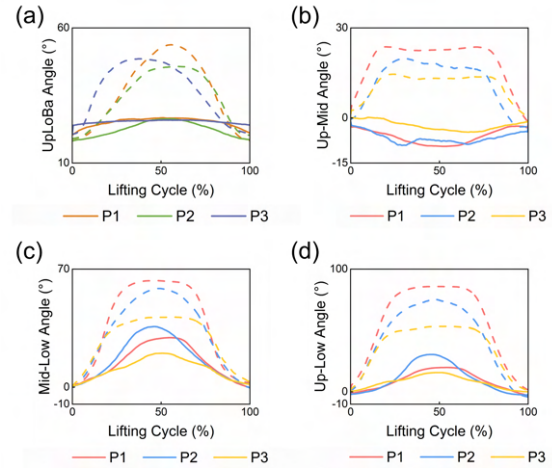 (a)
60
UpLoBa Angle (°)
10
0
50
100
Lifting Cycle (%)
P1 P2 P3
(b)
30
Up-Mid Angle (°)
0
-15
0
50
100
Lifting Cycle (%)
P1 P2 P3
(c)
70
Mid-Low Angle (°)
0
-10
0
50
100
Lifting Cycle (%)
P1 P2 P3
(d)
100
Up-Low Angle (°)
0
-10
0
50
100
Lifting Cycle (%)
P1 P2 P3